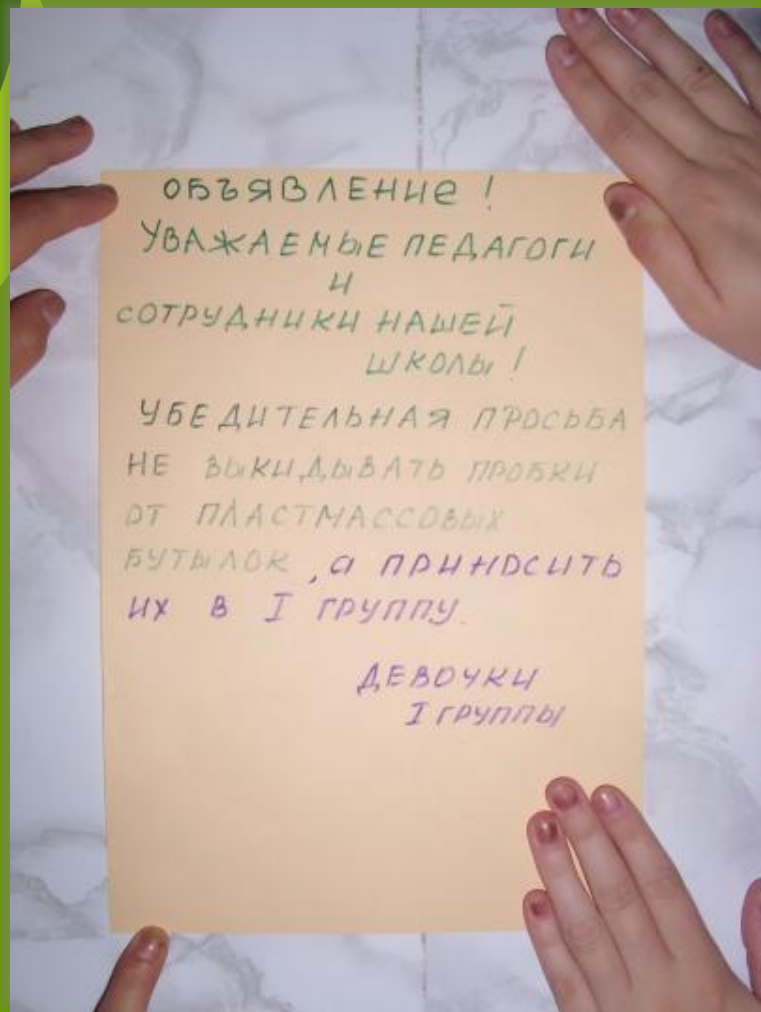 ОБЪЯВЛЕНИе !
УВАЖАЕМЫЕ ПЕДАГОГИ
И
СОТРУДНИКИ НАШЕЙ
ШКОЛЫ !
УБЕДИТЕЛЬНАЯ ПРОСЬБА
НЕ ВЫКИДЫВАТЬ ПРОБКИ
ОТ ПЛАСТМАССОВЫХ
БУТЫЛОК , а ПРИНОСИТЬ
ИХ В I ГРУППУ.
ДЕВОЧКИ
I ГРУППЫ